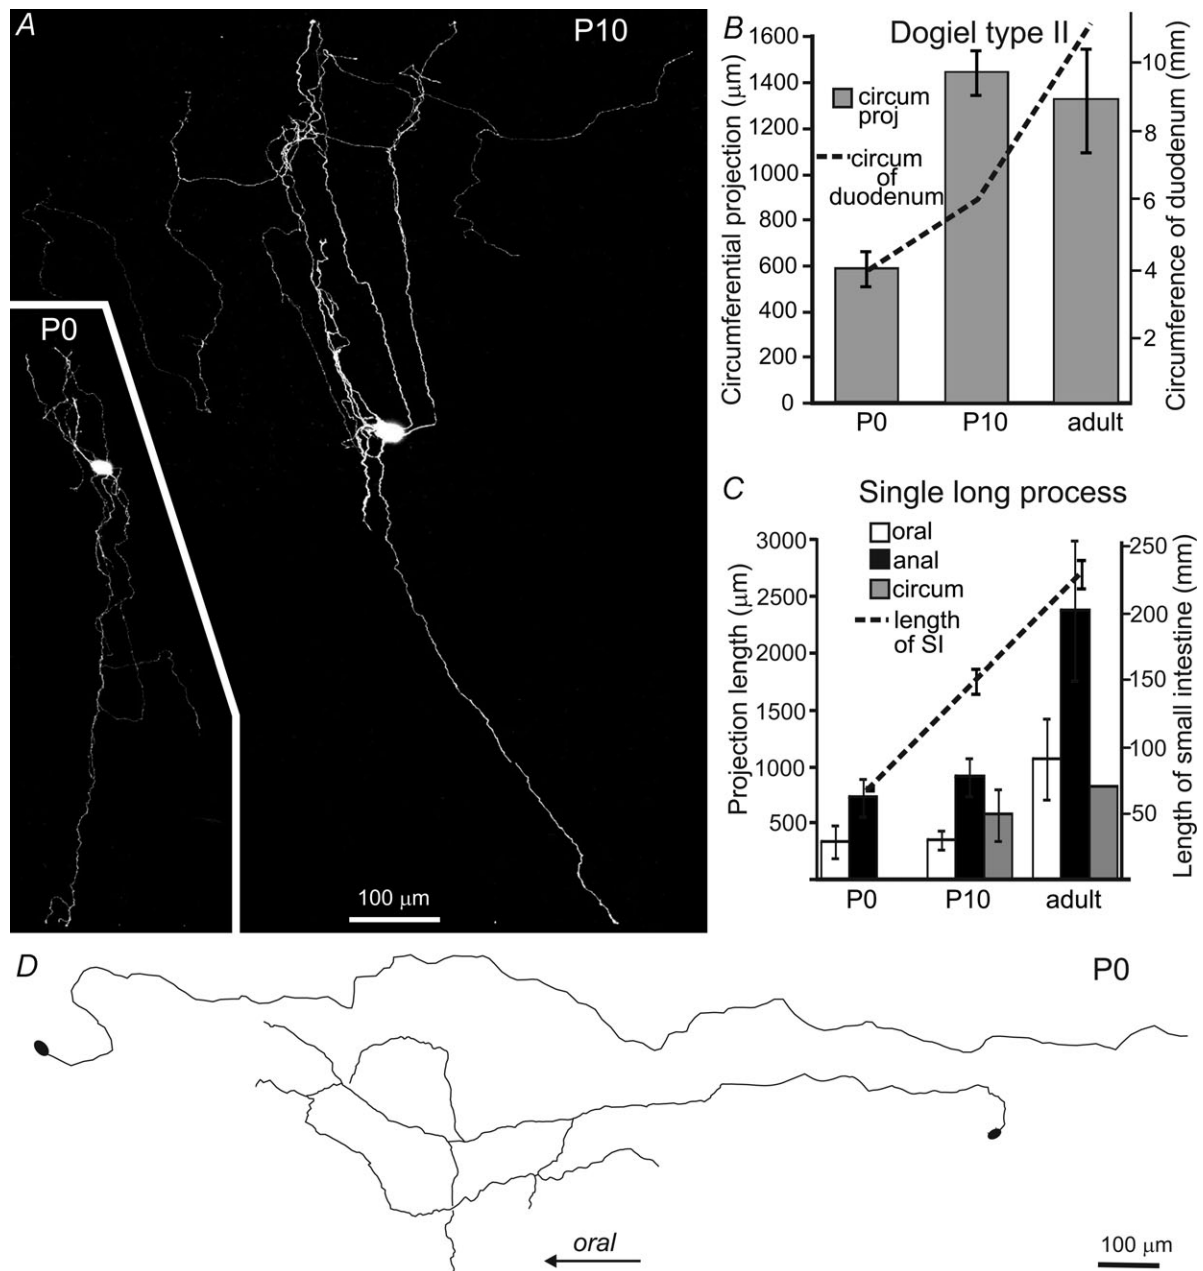 A
P10
P0
100 μm
B
Dogiel type II
Circumferential projection (μm)
1600
1400
1200
1000
800
600
400
200
0
circum
proj
circum
of
duodenum
10
8
6
4
2
Circumference of duodenum (mm)
P0
P10
adult
C
Single long process
Projection length (μm)
3000
2500
2000
1500
1000
500
oral
anal
circum
length
of SI
250
200
150
100
50
Length of small intestine (mm)
P0
P10
adult
D
P0
oral
100 μm